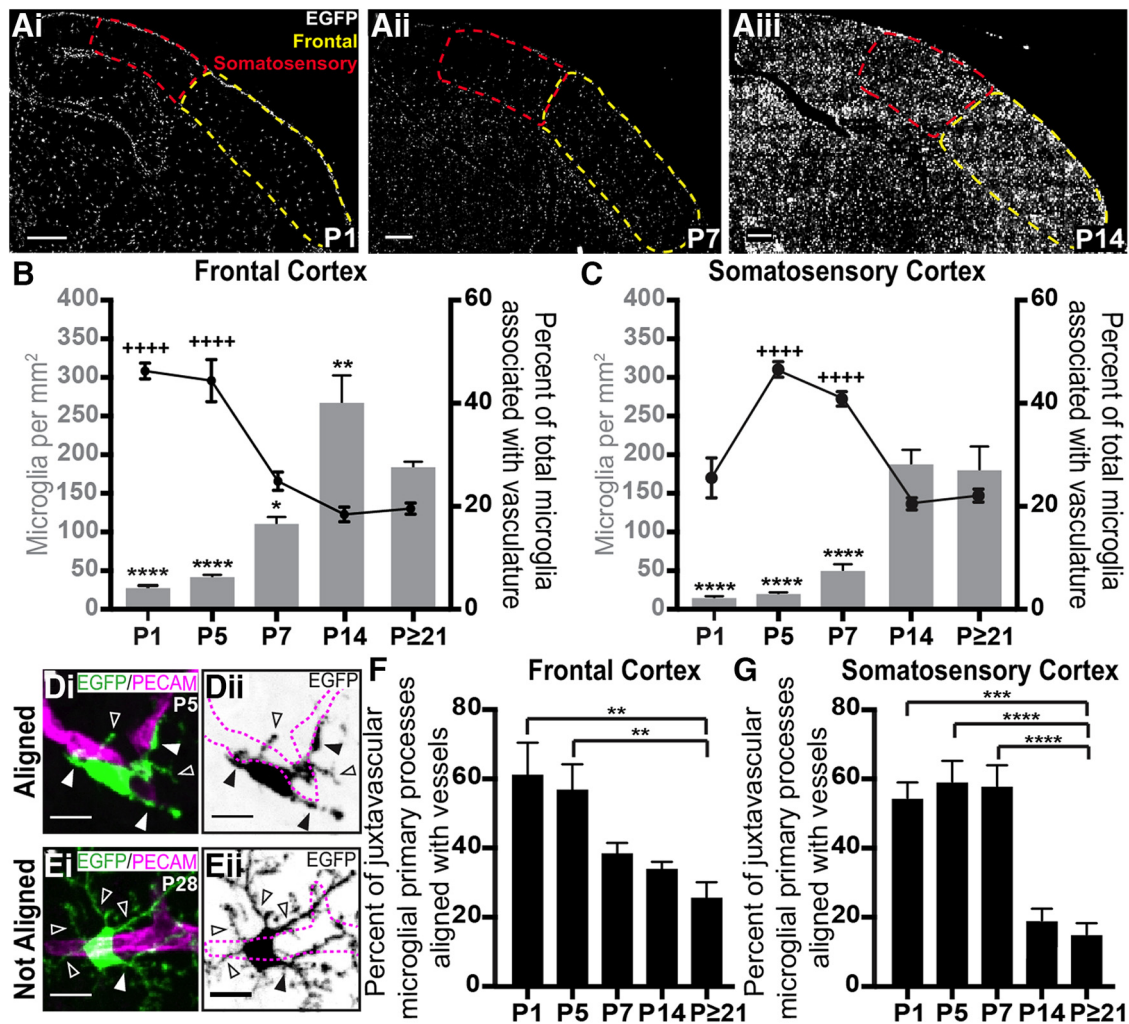 Ai
EGFP
Frontal
Somatosensory
P1
Aii
P7
Aiii
P14
B
Frontal Cortex
Microglia per mm²
400
350
300
250
200
150
100
50
0
++++
++++
****
****
*
**
60
40
20
0
Percent of total microglia
associated with vasculature
P1 P5 P7 P14 P≥21
C
Somatosensory Cortex
Microglia per mm²
400
350
300
250
200
150
100
50
0
++++
++++
****
****
****
60
40
20
0
Percent of total microglia
associated with vasculature
P1 P5 P7 P14 P≥21
Aligned
Di
EGFP/PECAM
P5
Dii
EGFP
Not Aligned
Ei
EGFP/PECAM
P28
Eii
EGFP
F
Frontal Cortex
Percent of juxtavascular
microglial primary processes
aligned with vessels
80
60
40
20
0
**
**
P1 P5 P7 P14 P≥21
G
Somatosensory Cortex
Percent of juxtavascular
microglial primary processes
aligned with vessels
80
60
40
20
0
***
****
****
P1 P5 P7 P14 P≥21